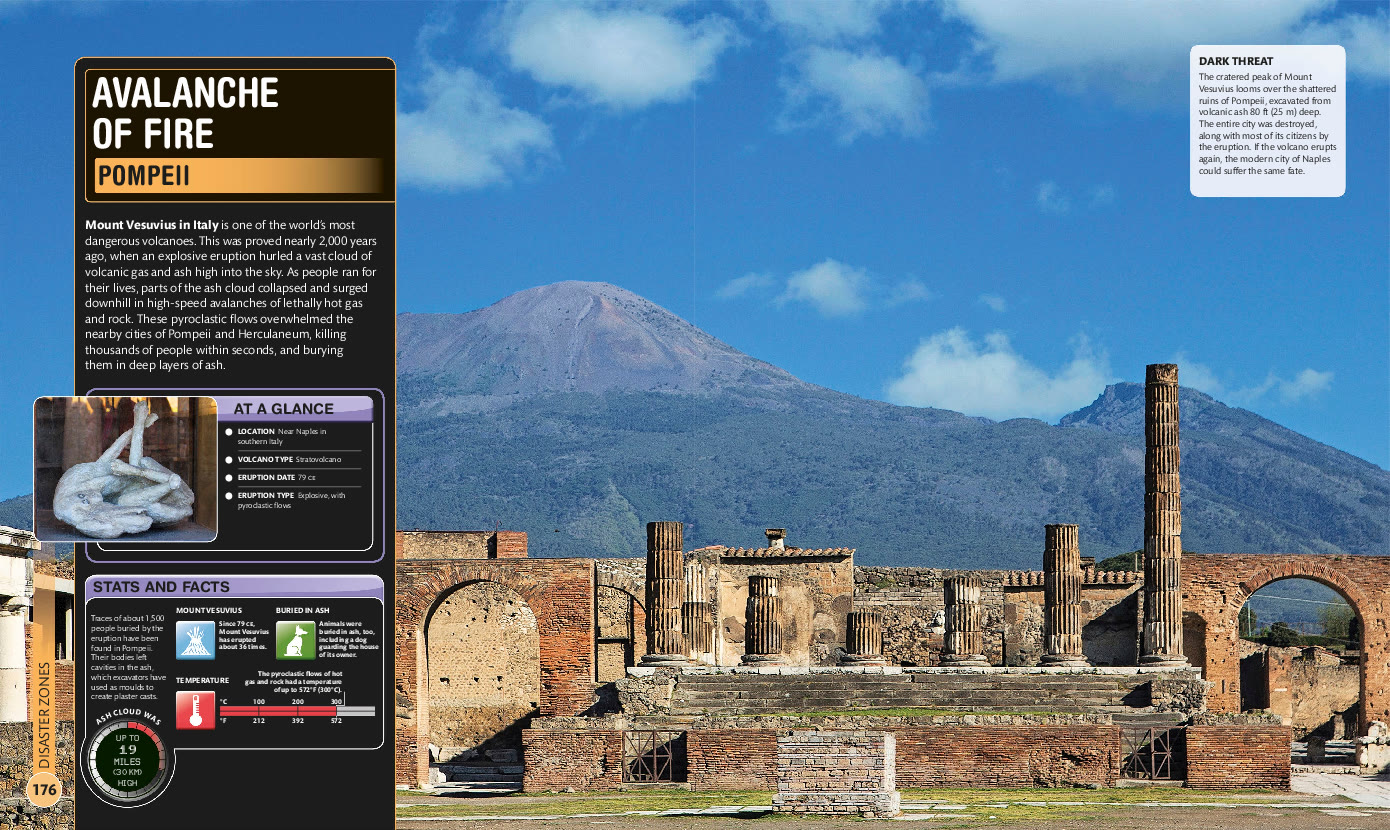 AVALANCHE
OF FIRE
POMPEII
Mount Vesuvius in Italy is one of the world's most
dangerous volcanoes. This was proved nearly 2,000 years
ago, when an explosive eruption hurled a vast cloud of
volcanic gas and ash high into the sky. As people ran for
their lives, parts of the ash cloud collapsed and surged
downhill in high-speed avalanches of lethally hot gas
and rock. These pyroclastic flows overwhelmed the
nearby cities of Pompeii and Herculaneum, killing
thousands of people within seconds, and burying
them in deep layers of ash.
AT A GLANCE
LOCATION Near Naples in
southern Italy
VOLCANO TYPE Stratovolcano
ERUPTION DATE 79 CE
ERUPTION TYPE Explosive, with
pyroclastic flows
STATS AND FACTS
Traces of about 1,500
people buried by the
eruption have been
found in Pompeii.
Their bodies left
cavities in the ash,
which excavators have
used as moulds to
create plaster casts.
MOUNT VESUVIUS
Since 79 CE,
Mount Vesuvius
has erupted
about 36 times.
BURIED IN ASH
Animals were
buried in ash, too,
including a dog
guarding the house
of its owner.
TEMPERATURE
The pyroclastic flows of hot
gas and rock had a temperature
of up to 572°F (300°C).
°C 100 200 300
°F 212 392 572
ASH CLOUD WAS
UP TO
19
MILES
(30 KM)
HIGH
DISASTER ZONES
176
DARK THREAT
The cratered peak of Mount
Vesuvius looms over the shattered
ruins of Pompeii, excavated from
volcanic ash 80 ft (25 m) deep.
The entire city was destroyed,
along with most of its citizens by
the eruption. If the volcano erupts
again, the modern city of Naples
could suffer the same fate.